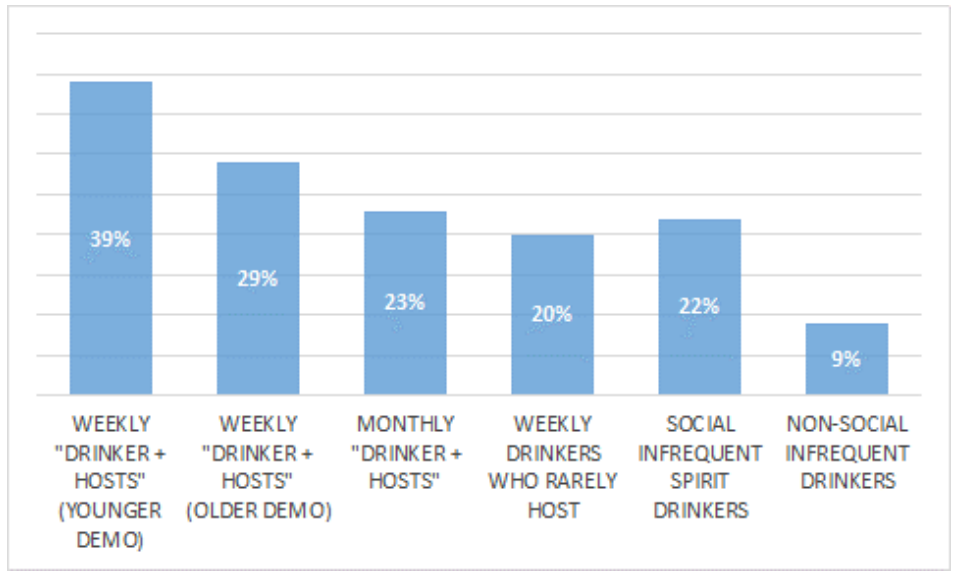 39%
29%
23%
20%
22%
9%
WEEKLY
"DRINKER +
HOSTS"
(YOUNGER
DEMO)
WEEKLY
"DRINKER +
HOSTS"
(OLDER DEMO)
MONTHLY
"DRINKER +
HOSTS"
WEEKLY
DRINKERS
WHO RARELY
HOST
SOCIAL
INFREQUENT
SPIRIT
DRINKERS
NON-SOCIAL
INFREQUENT
DRINKERS